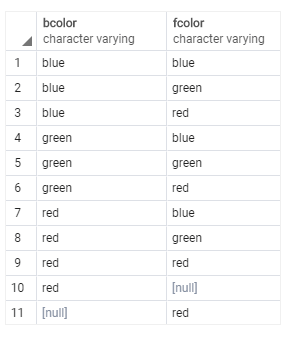 bcolor fcolor
character varying character varying
1 blue blue
2 blue green
3 blue red
4 green blue
5 green green
6 green red
7 red blue
8 red green
9 red red
10 red [null]
11 [null] red